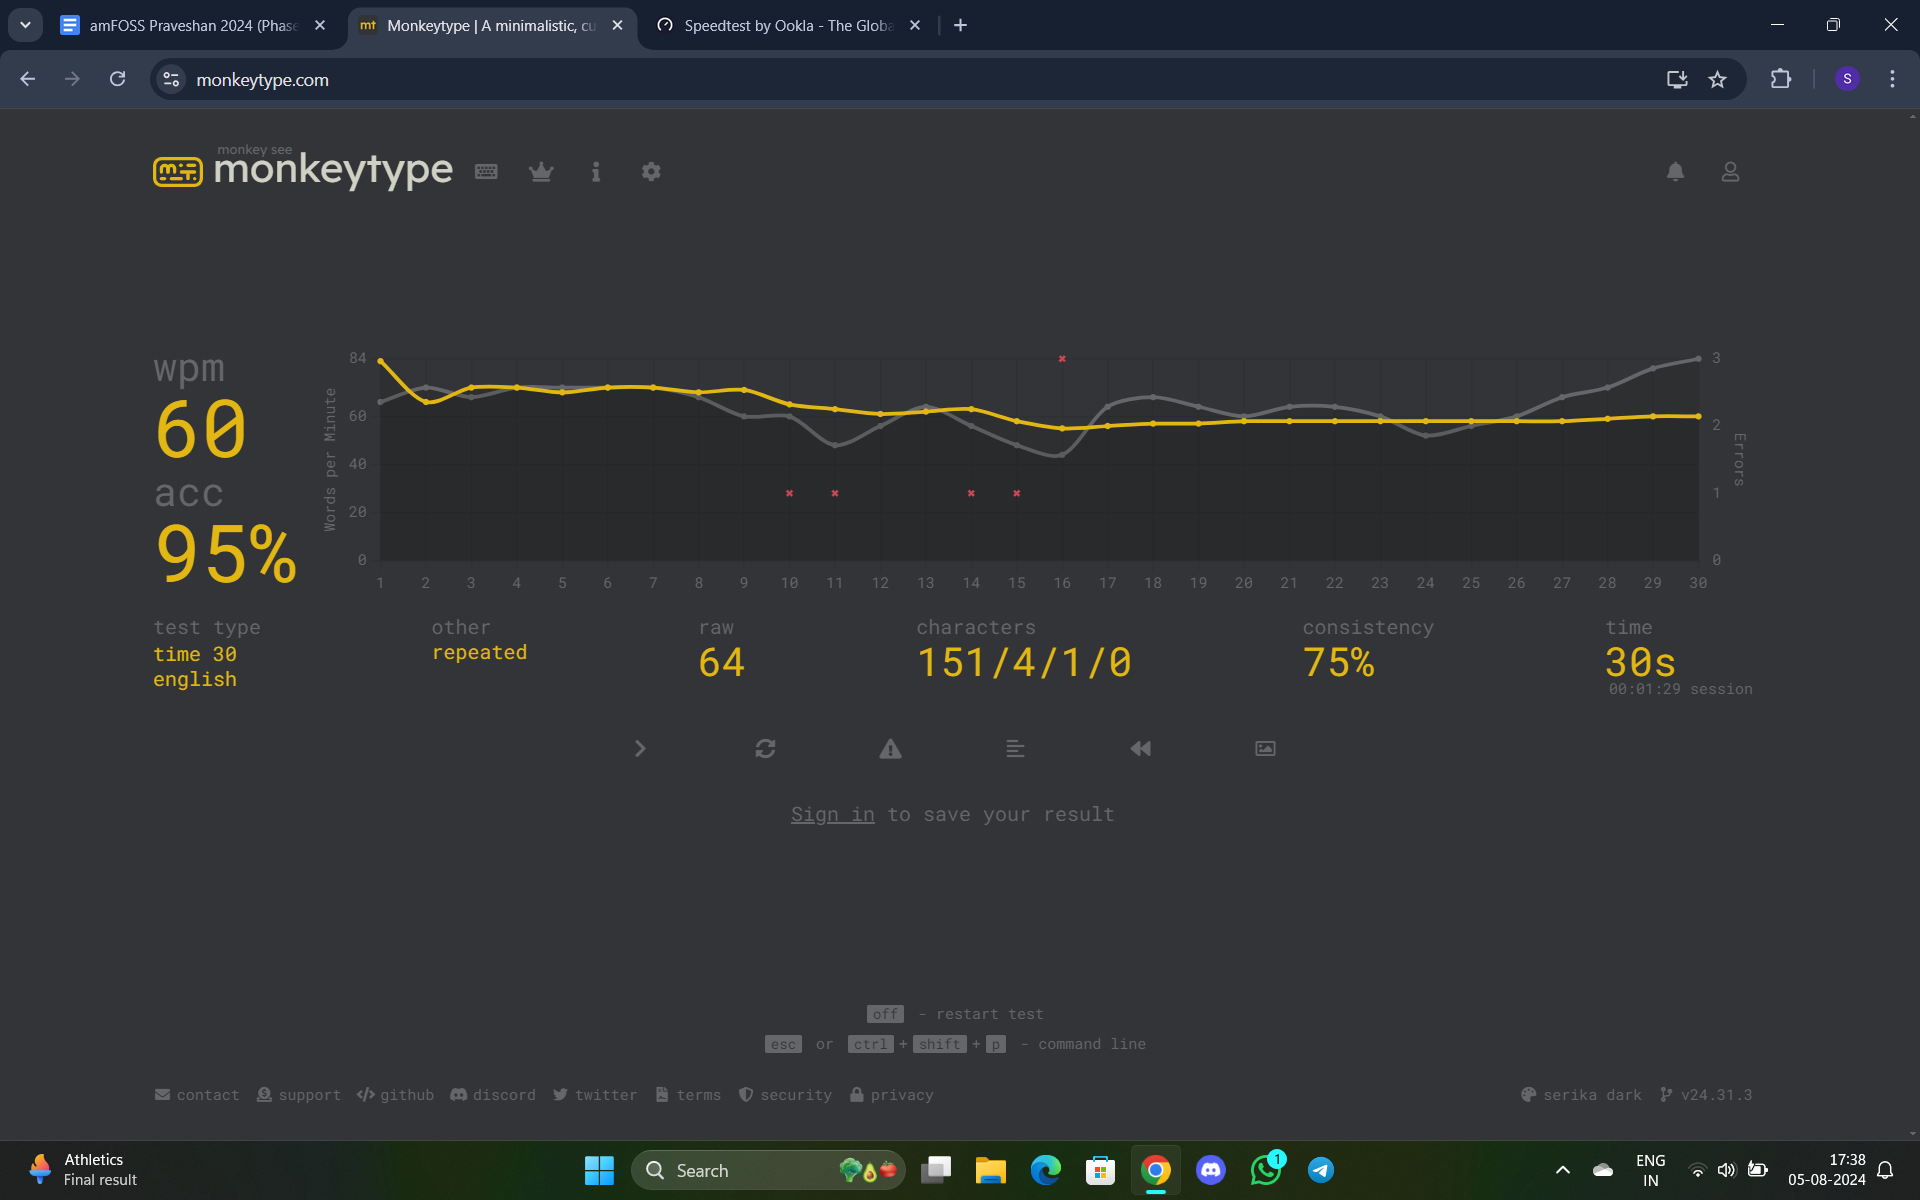 amFOSS Praveshan 2024 (Phase
mt Monkeytype | A minimalistic, cu
Speedtest by Ookla - The Globa
monkeytype.com
S
monkey see
monkeytype
wpm
60
acc
95%
Words per Minute
84
60
40
20
0
3
2
1
0
Errors
1 2 3 4 5 6 7 8 9 10 11 12 13 14 15 16 17 18 19 20 21 22 23 24 25 26 27 28 29 30
test type
time 30
english
other
repeated
raw
64
characters
151/4/1/0
consistency
75%
time
30s
00:01:29 session
Sign in to save your result
off - restart test
esc or ctrl + shift + p - command line
contact support github discord twitter terms security privacy
serika dark v24.31.3
Athletics
Final result
Search
1
ENG
IN
17:38
05-08-2024